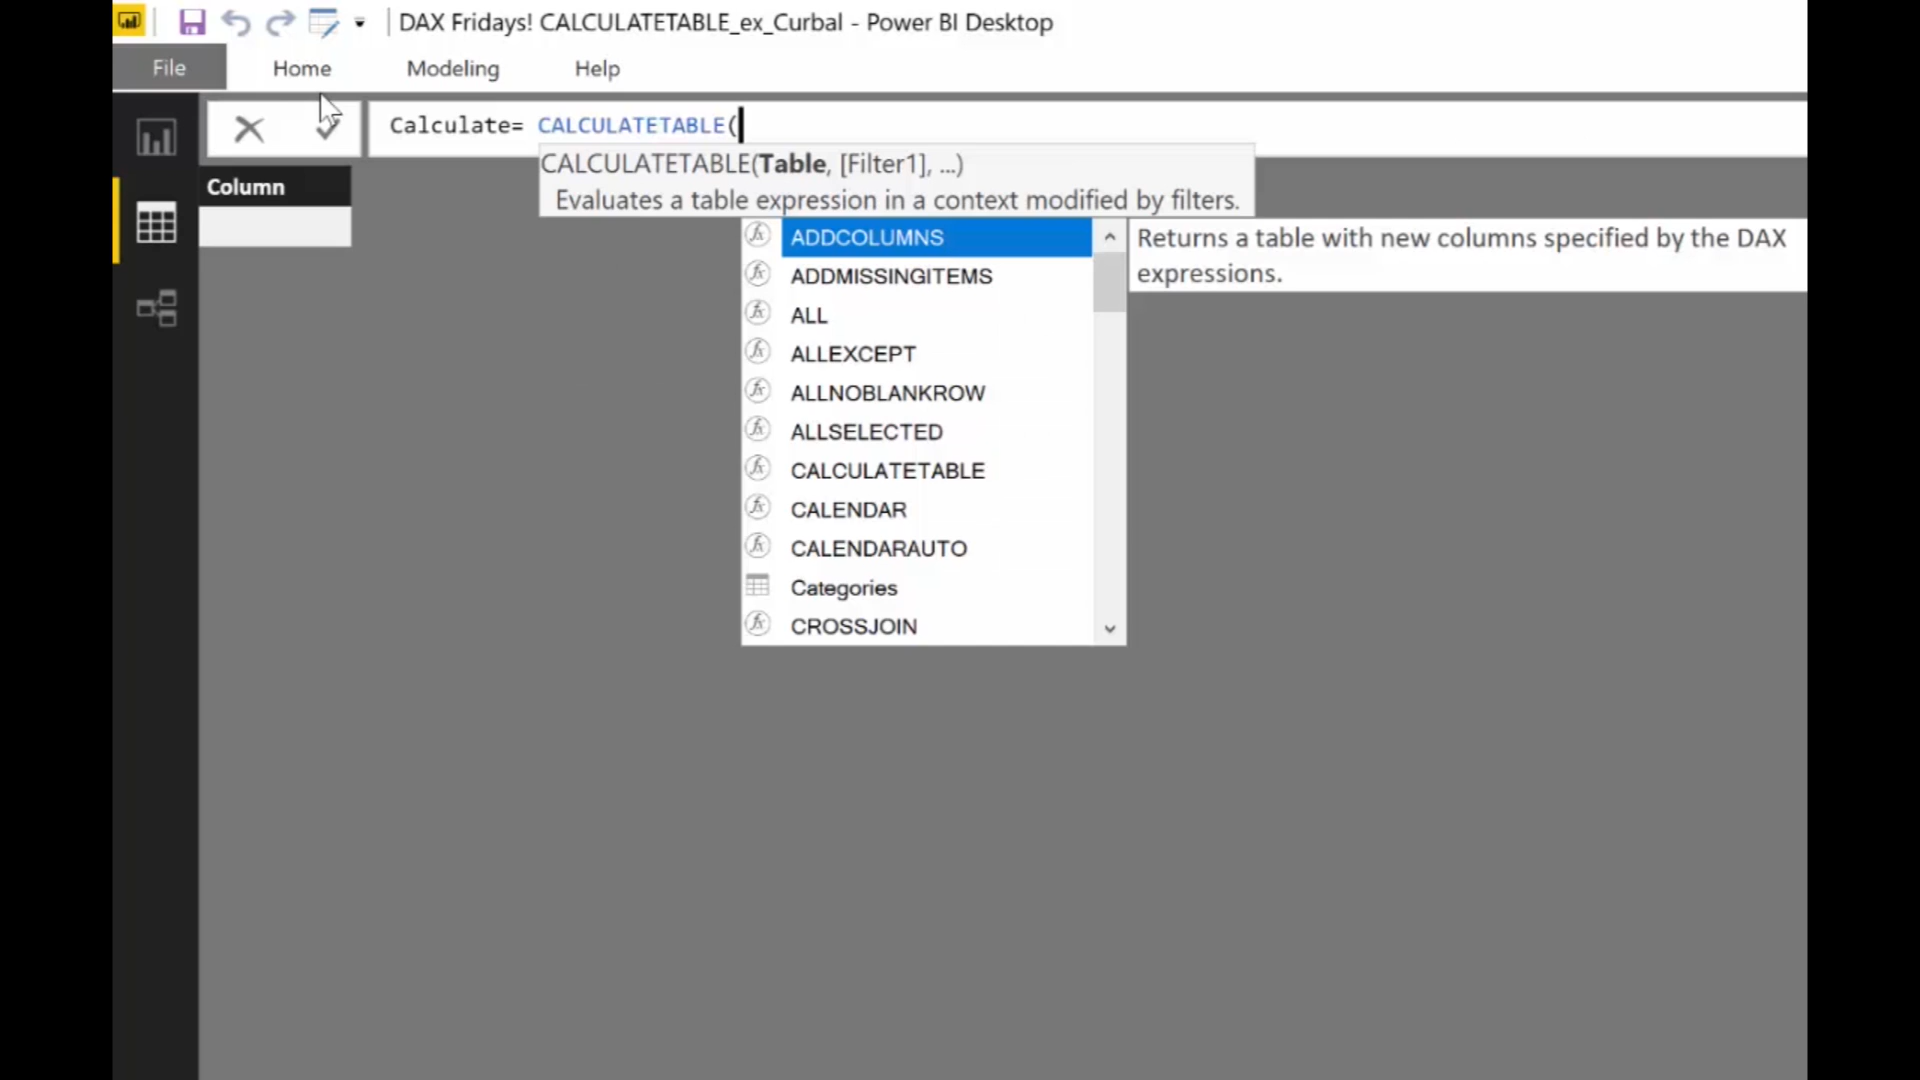 DAX Fridays! CALCULATETABLE_ex_Curbal - Power BI Desktop
File Home Modeling Help
Calculate= CALCULATETABLE(
CALCULATETABLE(Table, [Filter1], ...)
Evaluates a table expression in a context modified by filters.
Column
ADDCOLUMNS
Returns a table with new columns specified by the DAX
expressions.
ADDMISSINGITEMS
ALL
ALLEXCEPT
ALLNOBLANKROW
ALLSELECTED
CALCULATETABLE
CALENDAR
CALENDARAUTO
Categories
CROSSJOIN